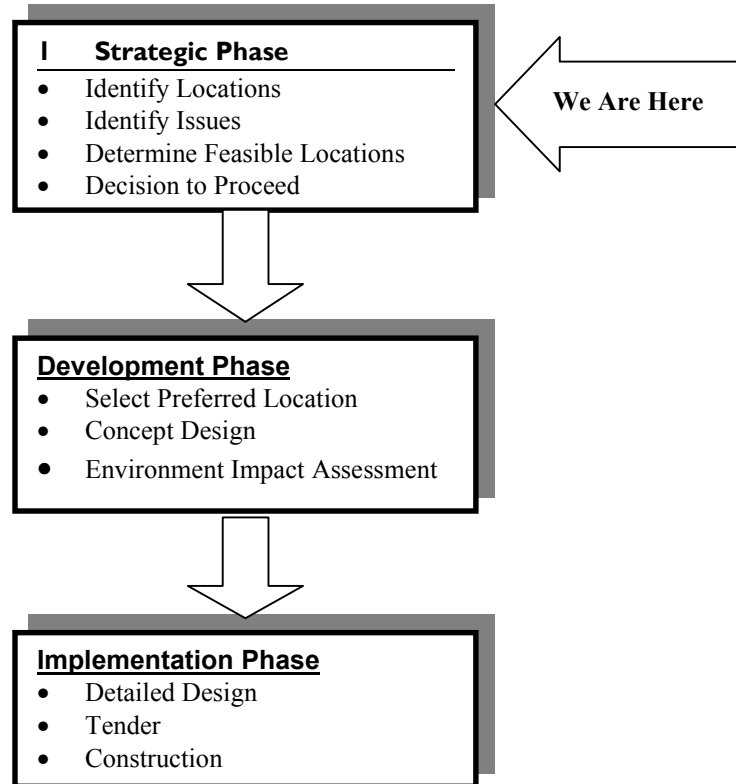 I Strategic Phase
• Identify Locations
• Identify Issues
• Determine Feasible Locations
• Decision to Proceed
We Are Here
Development Phase
• Select Preferred Location
• Concept Design
• Environment Impact Assessment
Implementation Phase
• Detailed Design
• Tender
• Construction